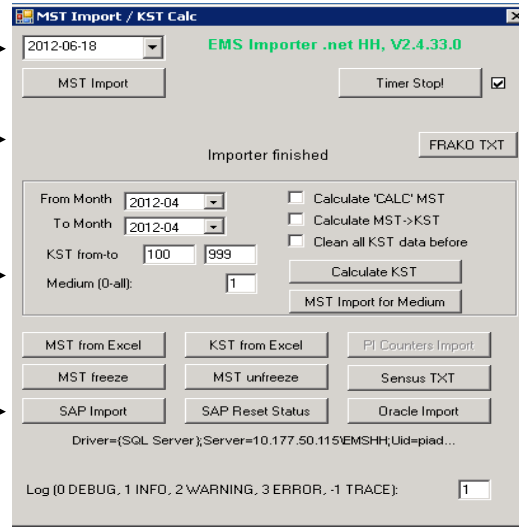 MST Import / KST Calc
2012-06-18
EMS Importer .net HH, V2.4.33.0
MST Import
Timer Stop!
FRAKO TXT
Importer finished
From Month 2012-04
Calculate 'CALC' MST
To Month 2012-04
Calculate MST->KST
Clean all KST data before
KST from-to 100 999
Calculate KST
Medium (0-all): 1
MST Import for Medium
MST from Excel KST from Excel PI Counters Import
MST freeze MST unfreeze Sensus TXT
SAP Import SAP Reset Status Oracle Import
Driver={SQL Server};Server=10.177.50.115\EMSHH;Uid=piad...
Log (0 DEBUG, 1 INFO, 2 WARNING, 3 ERROR, -1 TRACE): 1